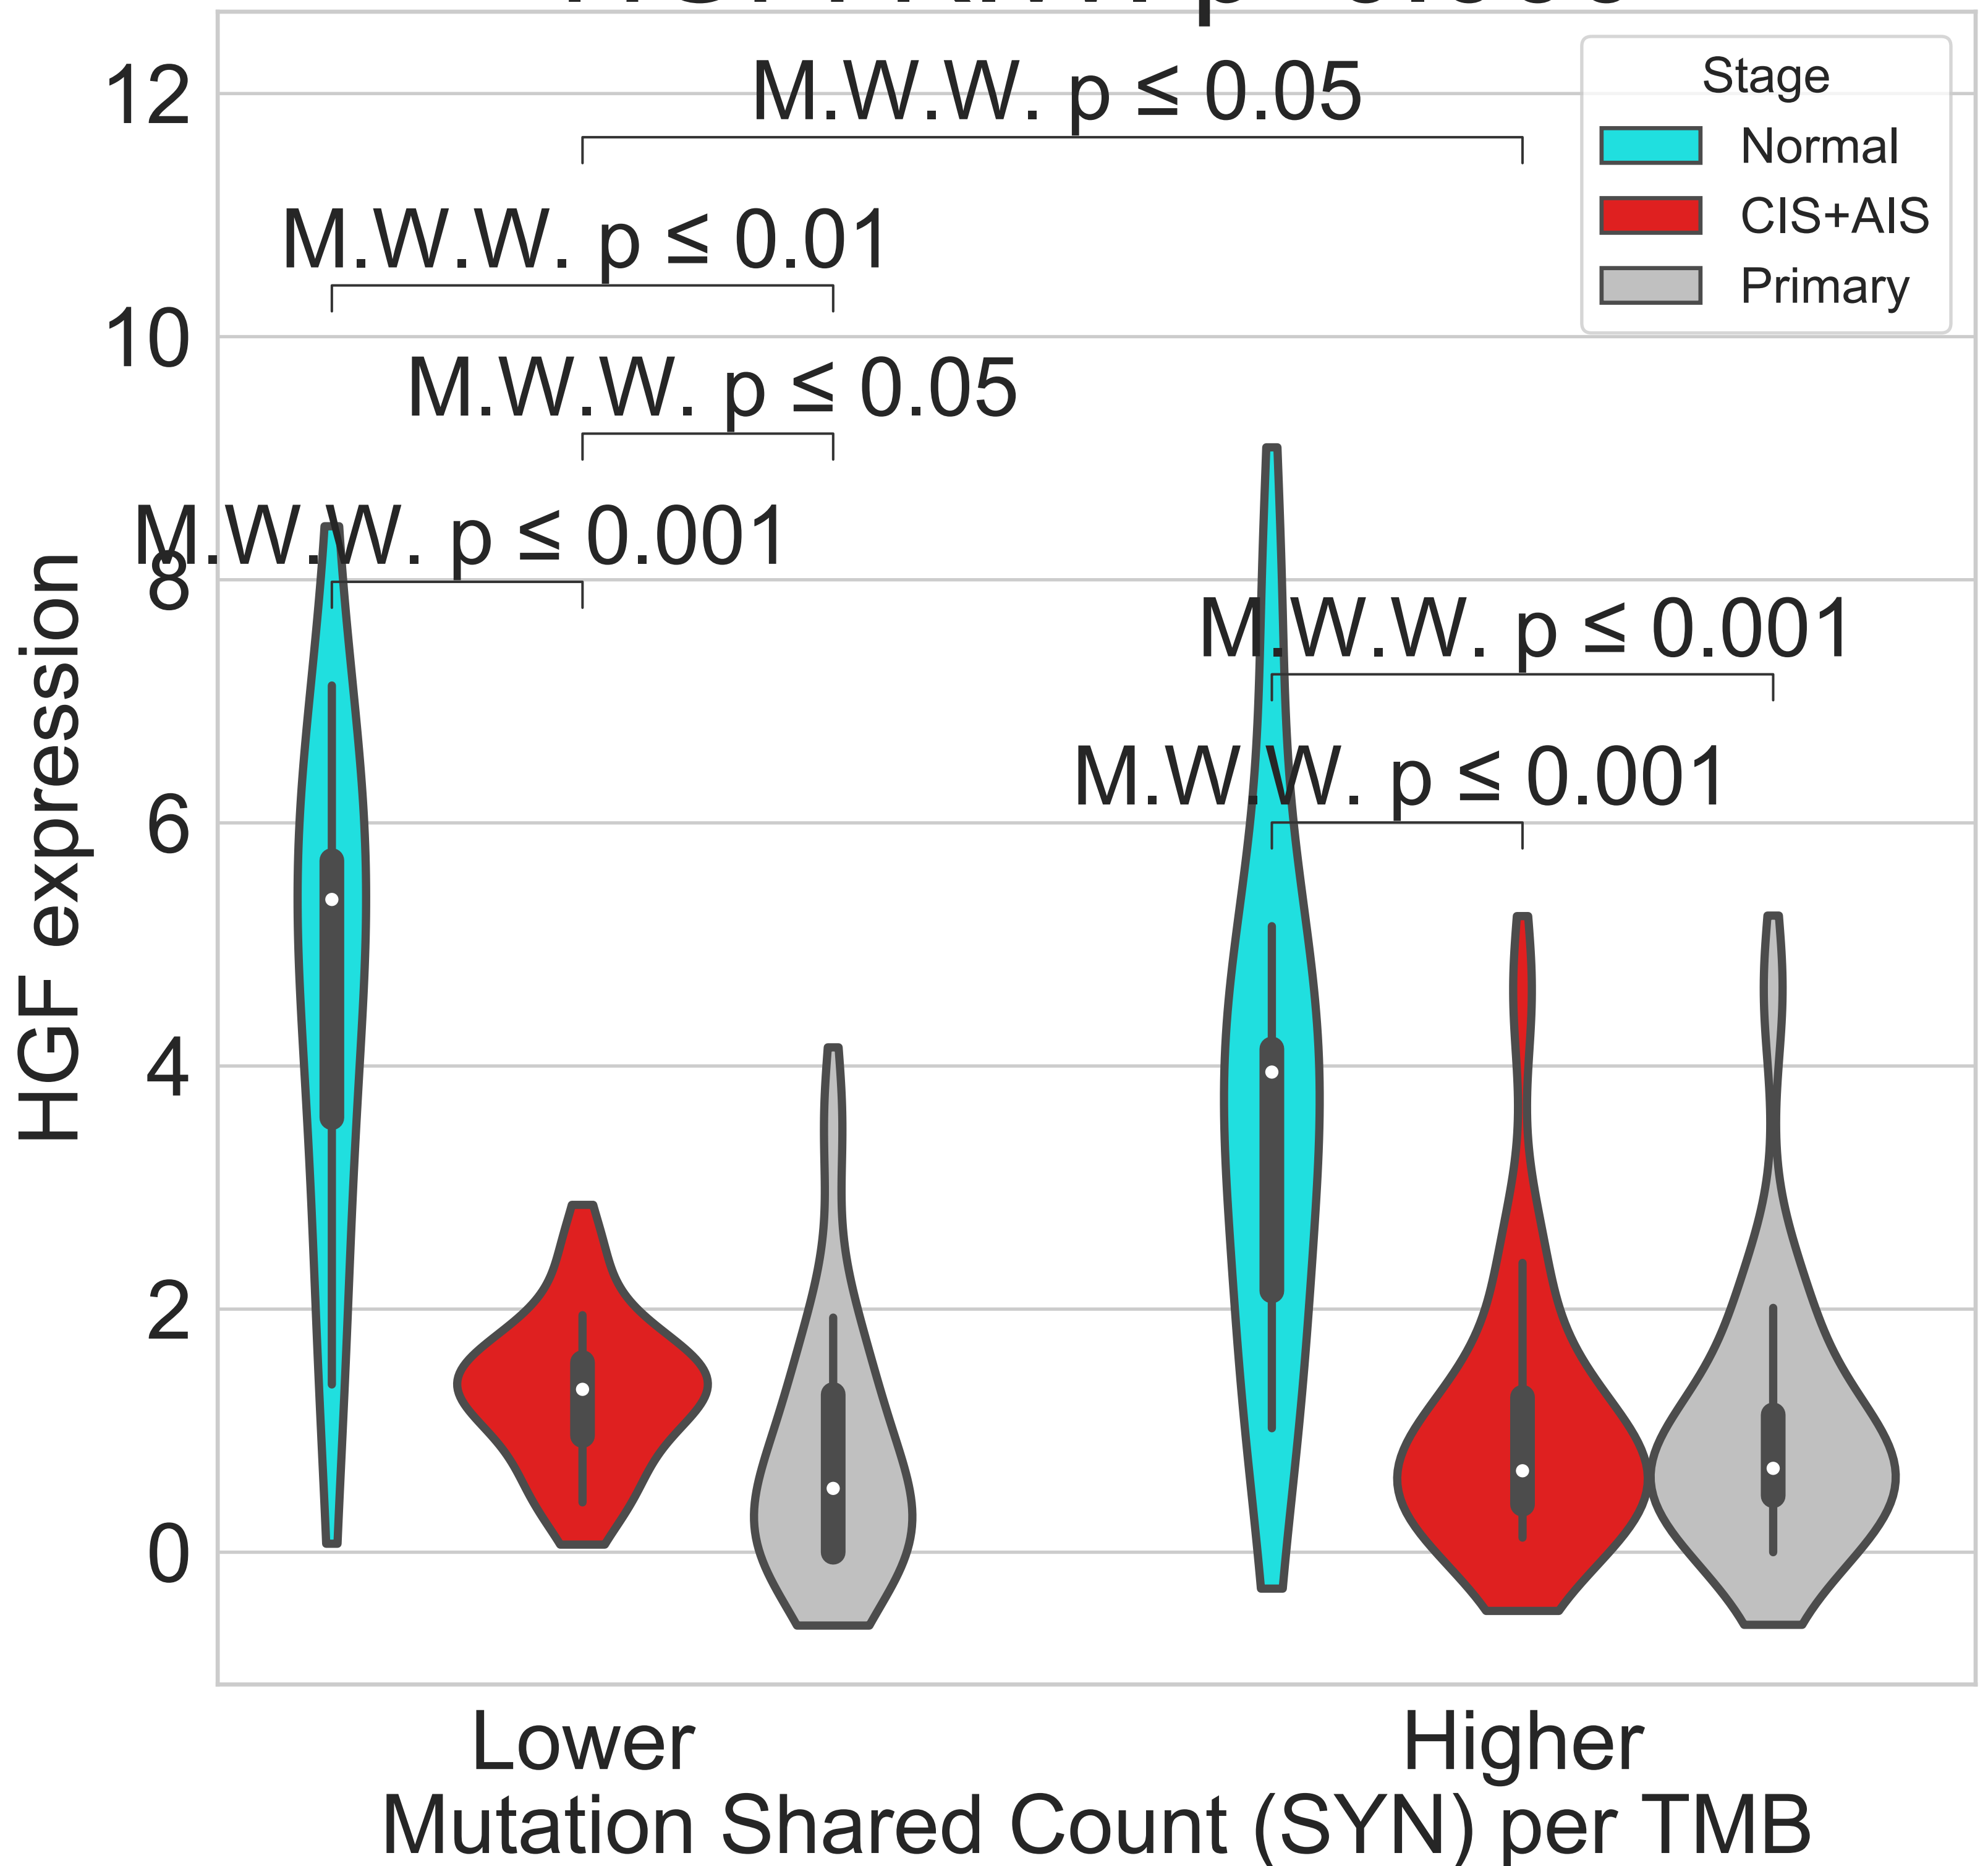 12
M.W.W. p ≤ 0.05
Stage
Normal
CIS+AIS
Primary
M.W.W. p ≤ 0.01
10
M.W.W. p ≤ 0.05
M.W.W. p ≤ 0.001
8
M.W.W. p ≤ 0.001
M.W.W. p ≤ 0.001
6
4
2
0
HGF expression
Lower
Higher
Mutation Shared Count (SYN) per TMB